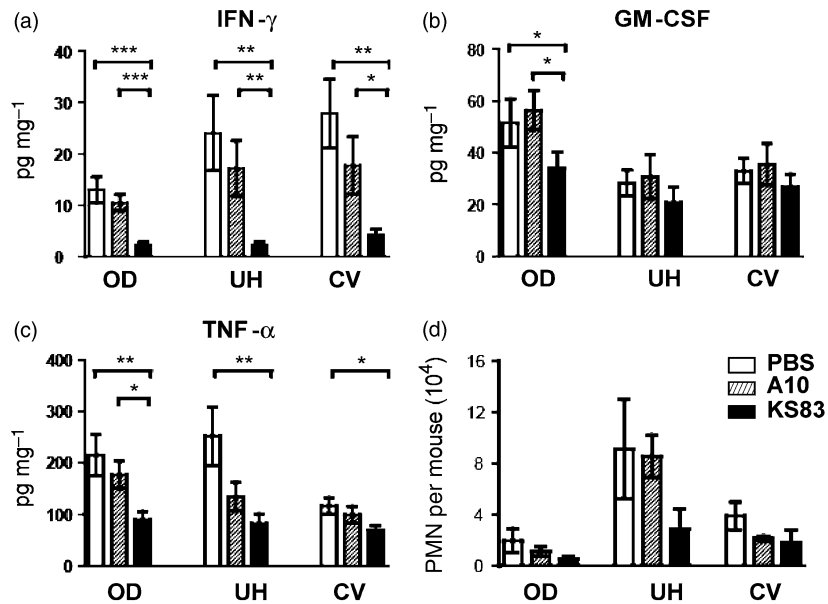 (a) IFN-γ
*** ** **
*** ** *
40
30
20
10
0
pg mg⁻¹
OD UH CV
(b) GM-CSF
*
*
80
60
40
20
0
pg mg⁻¹
OD UH CV
(c) TNF-α
** ** *
*
400
300
200
100
0
pg mg⁻¹
OD UH CV
(d)
16
12
8
4
0
PMN per mouse (10⁴)
PBS
A10
KS83
OD UH CV